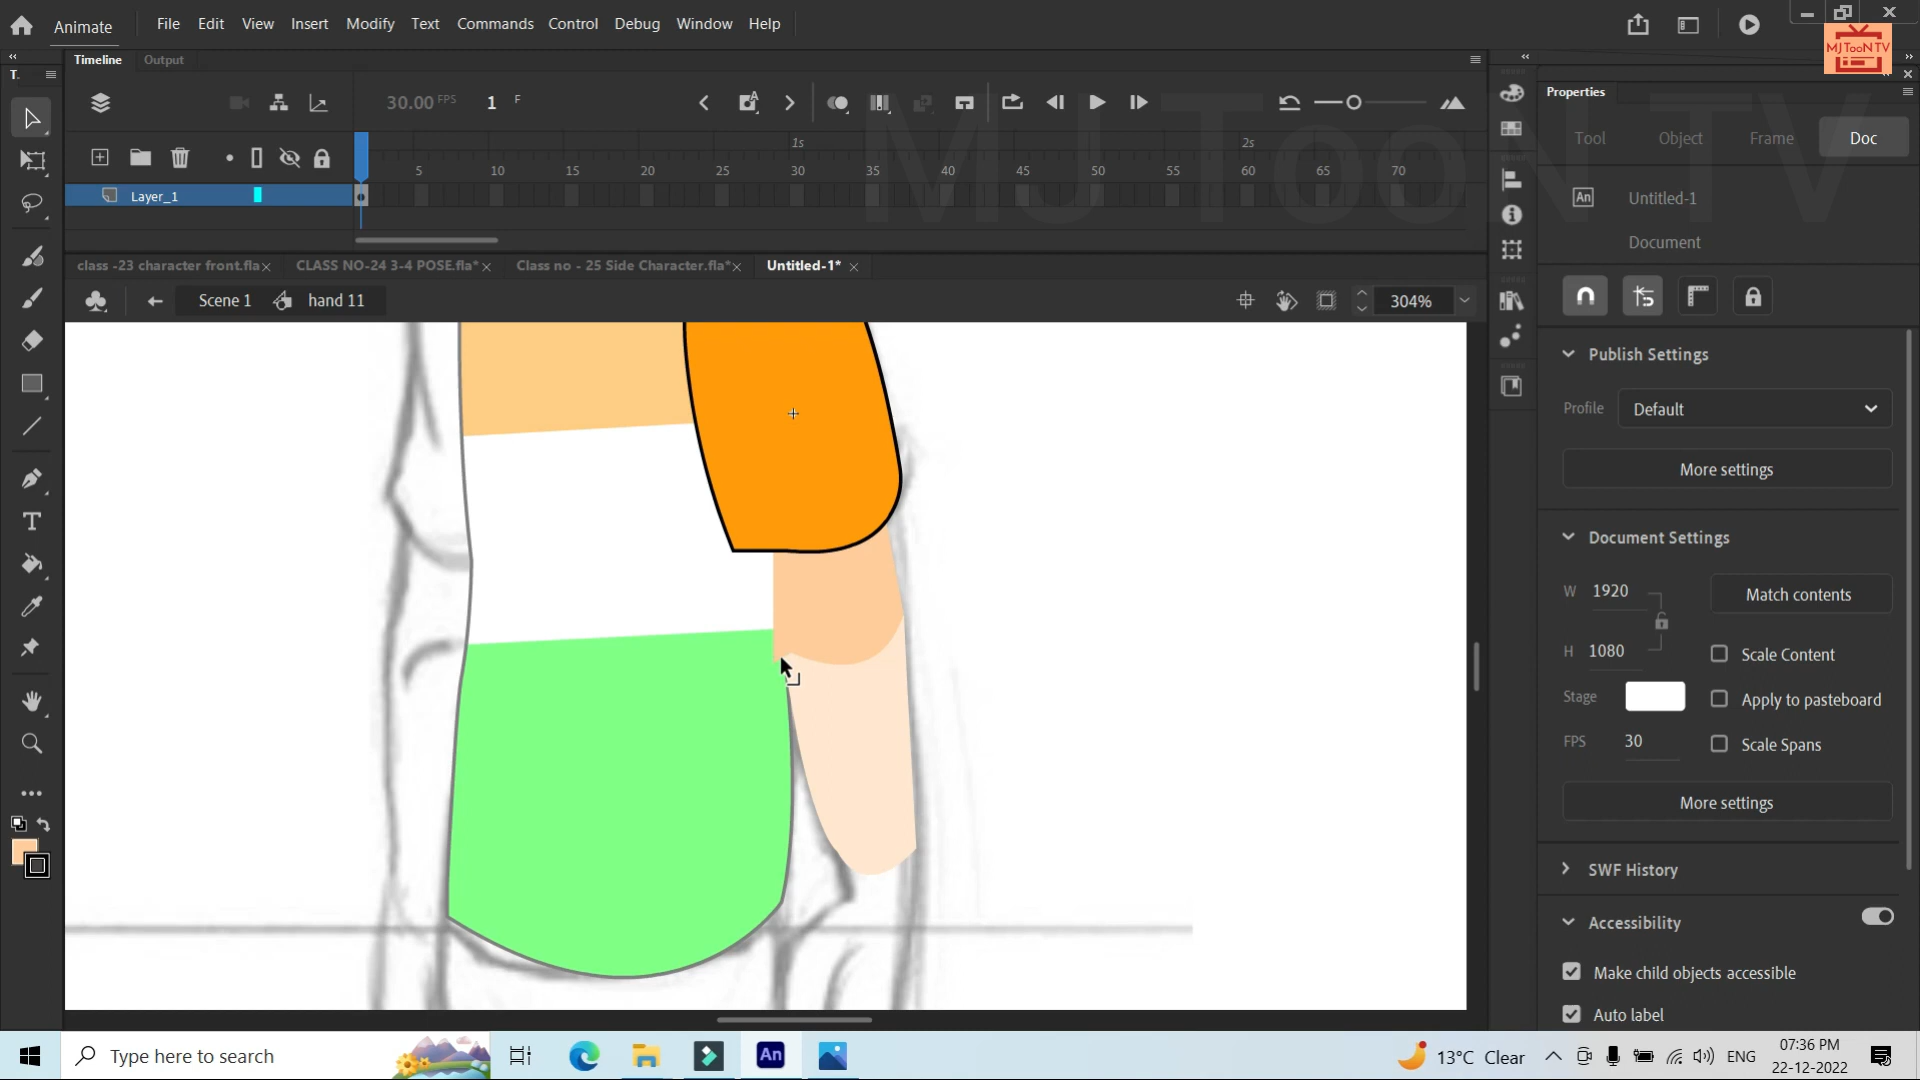 Animate File Edit View Insert Modify Text Commands Control Debug Window Help
MJTooN TV
Timeline Output
T.
Properties
30.00 FPS 1 F
Tool Object Frame Doc
1s 2s
5 10 15 20 25 30 35 40 45 50 55 60 65 70
Layer_1
MJ TooN TV
An Untitled-1
Document
class -23 character front.fla CLASS NO-24 3-4 POSE.fla* Class no - 25 Side Character.fla* Untitled-1*
Scene 1 hand 11 304%
Publish Settings
Profile Default
More settings
Document Settings
W 1920 Match contents
H 1080 Scale Content
Stage Apply to pasteboard
FPS 30 Scale Spans
More settings
SWF History
Accessibility
Make child objects accessible
Auto label
Type here to search An 13°C Clear ENG 07:36 PM
22-12-2022